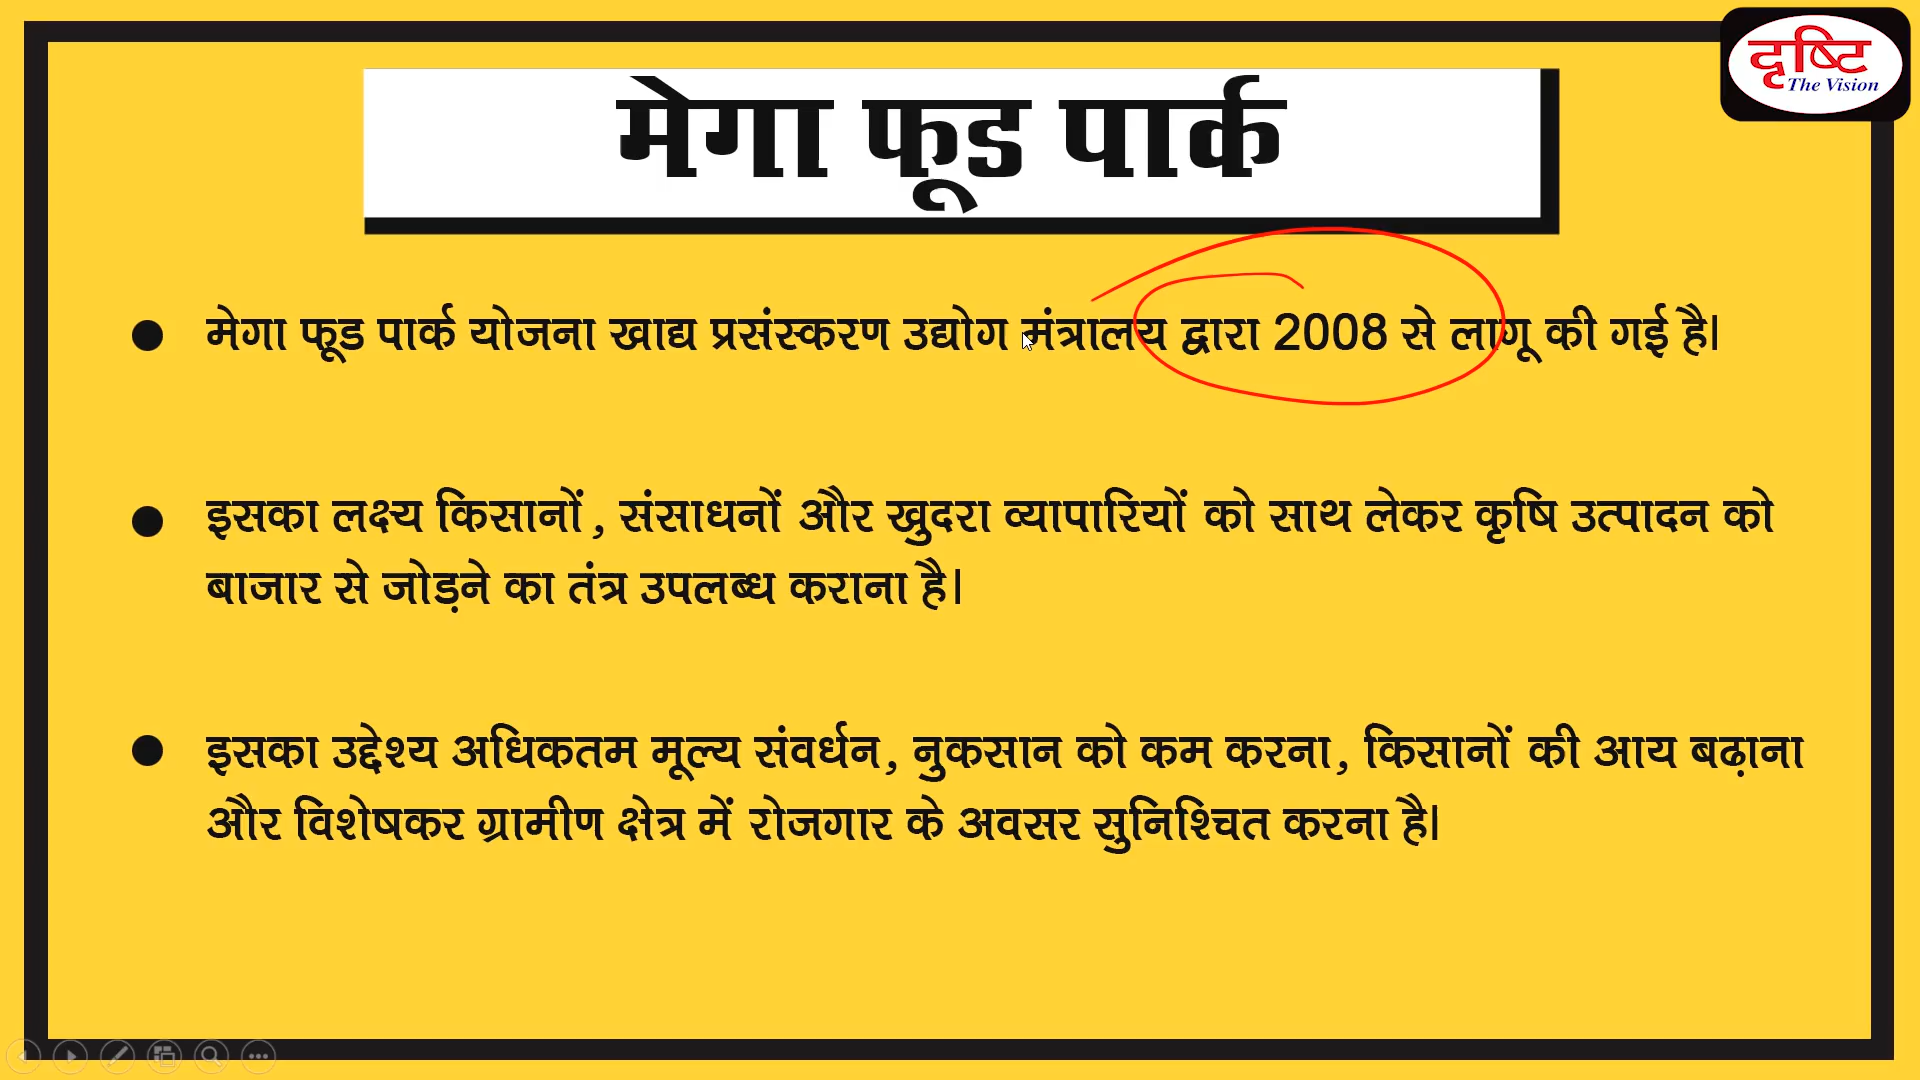 दृष्टि
The Vision
मेगा फूड पार्क
मेगा फूड पार्क योजना खाद्य प्रसंस्करण उद्योग मंत्रालय द्वारा 2008 से लागू की गई है।
इसका लक्ष्य किसानों, संसाधनों और खुदरा व्यापारियों को साथ लेकर कृषि उत्पादन को
बाजार से जोड़ने का तंत्र उपलब्ध कराना है।
इसका उद्देश्य अधिकतम मूल्य संवर्धन, नुकसान को कम करना, किसानों की आय बढ़ाना
और विशेषकर ग्रामीण क्षेत्र में रोजगार के अवसर सुनिश्चित करना है।